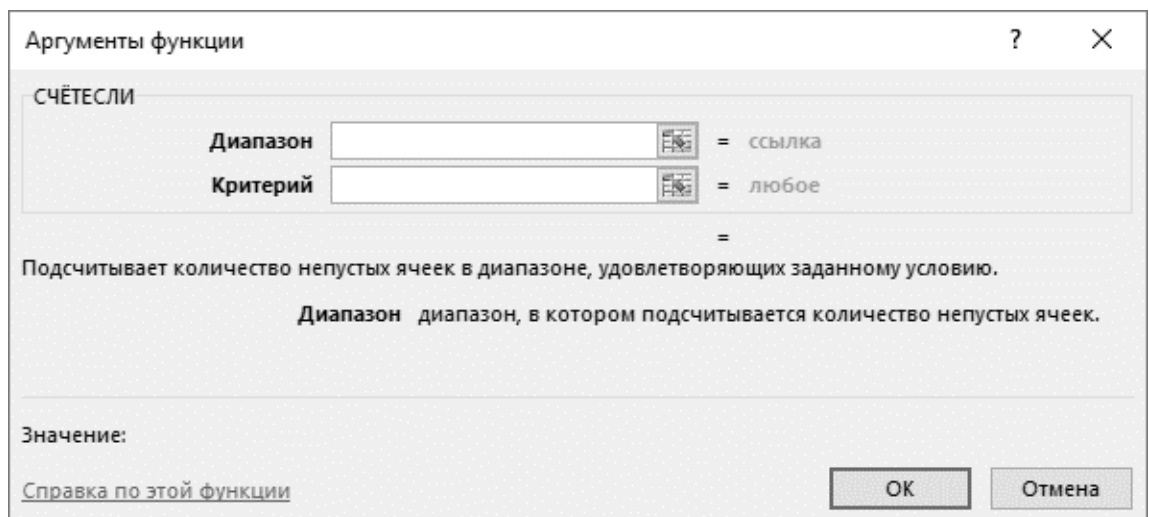 Аргументы функции ? ×
СЧЁТЕСЛИ
Диапазон = ссылка
Критерий = любое
=
Подсчитывает количество непустых ячеек в диапазоне, удовлетворяющих заданному условию.
Диапазон диапазон, в котором подсчитывается количество непустых ячеек.
Значение:
Справка по этой функции ОК Отмена